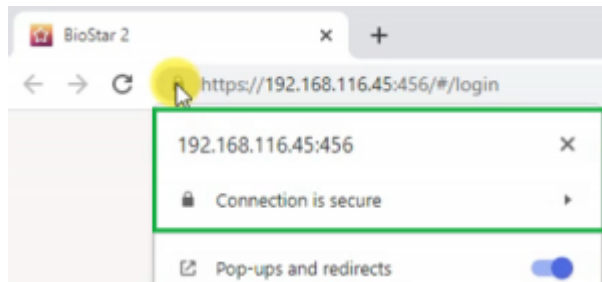 BioStar 2
https://192.168.116.45:456/#/login
192.168.116.45:456
Connection is secure
Pop-ups and redirects